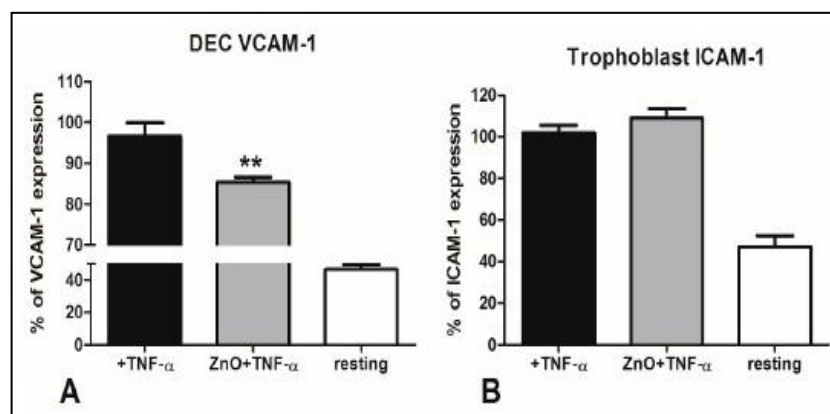 DEC VCAM-1
% of VCAM-1 expression
110
100
90
80
70
60
40
20
0
**
+TNF-α
ZnO+TNF-α
resting
A
Trophoblast ICAM-1
% of ICAM-1 expression
120
100
80
60
40
20
0
+TNF-α
ZnO+TNF-α
resting
B